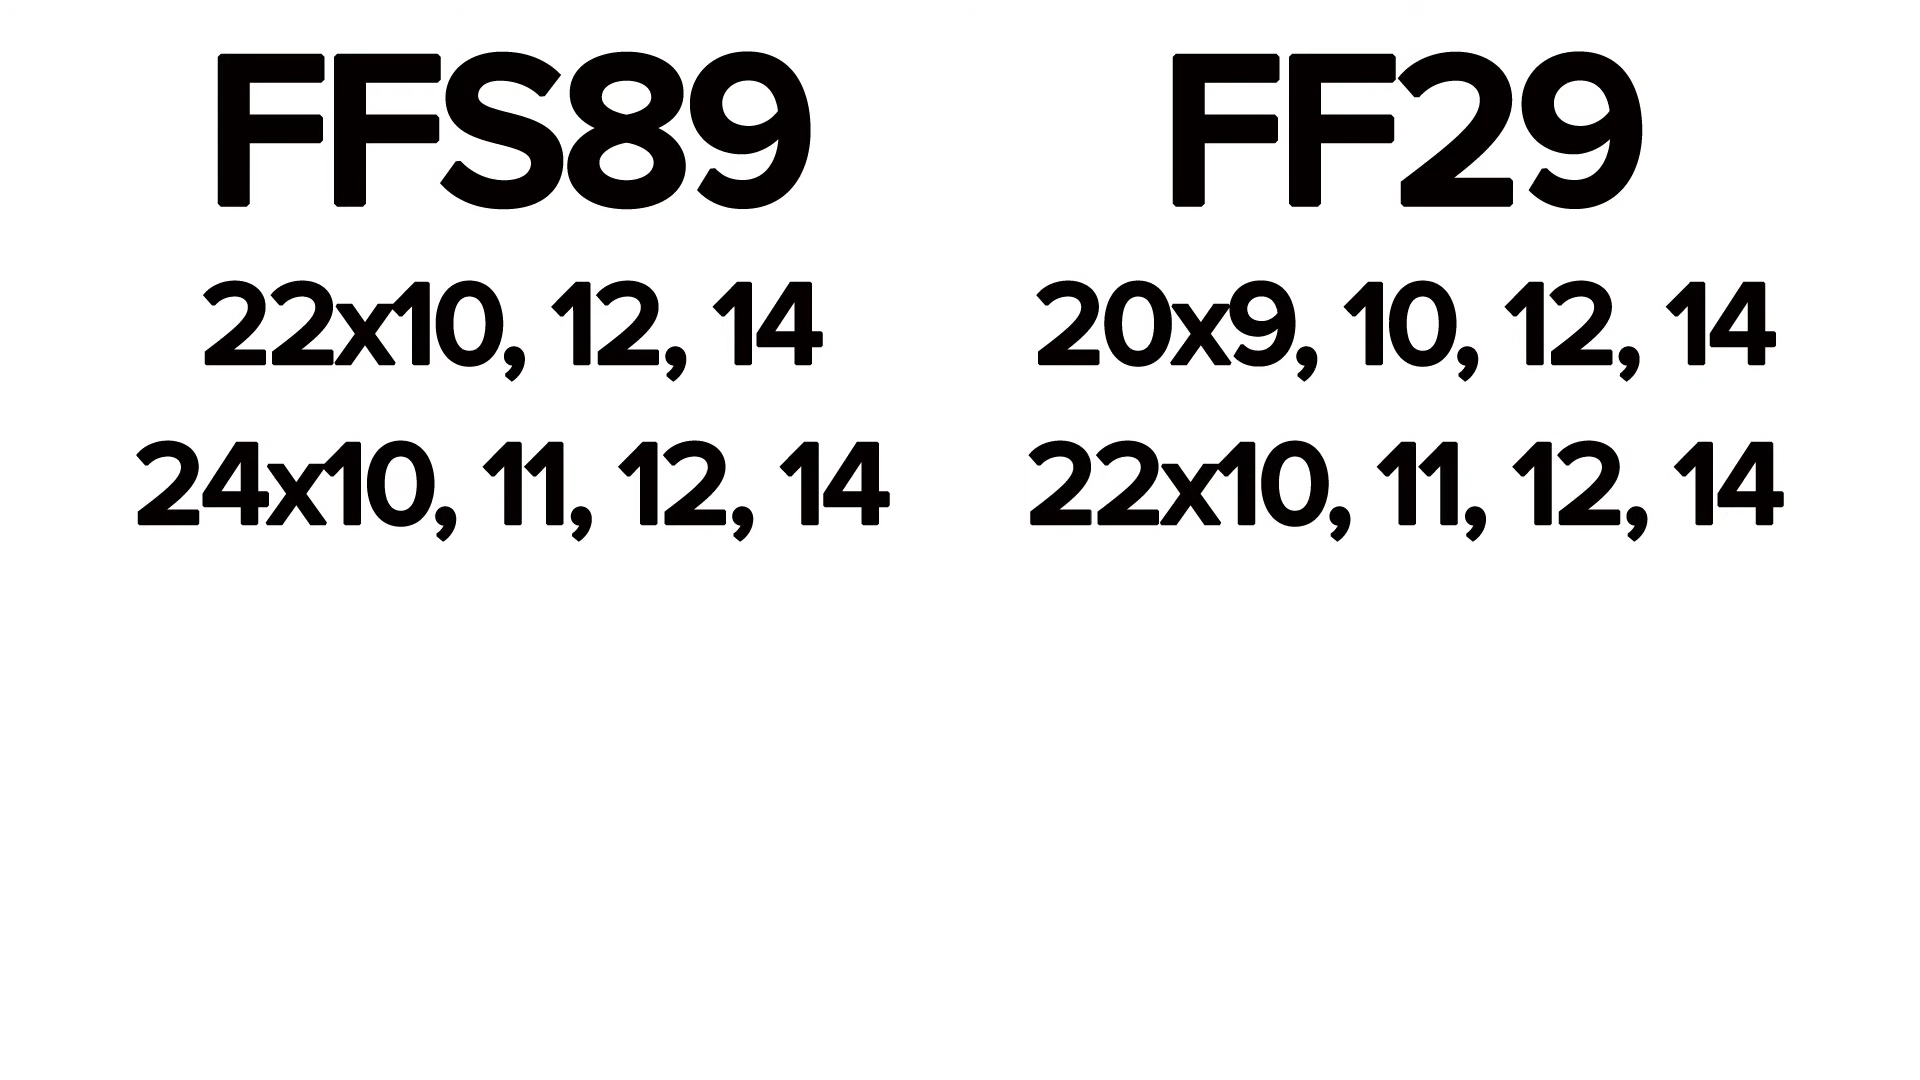 FFS89
22x10, 12, 14
24x10, 11, 12, 14
FF29
20x9, 10, 12, 14
22x10, 11, 12, 14